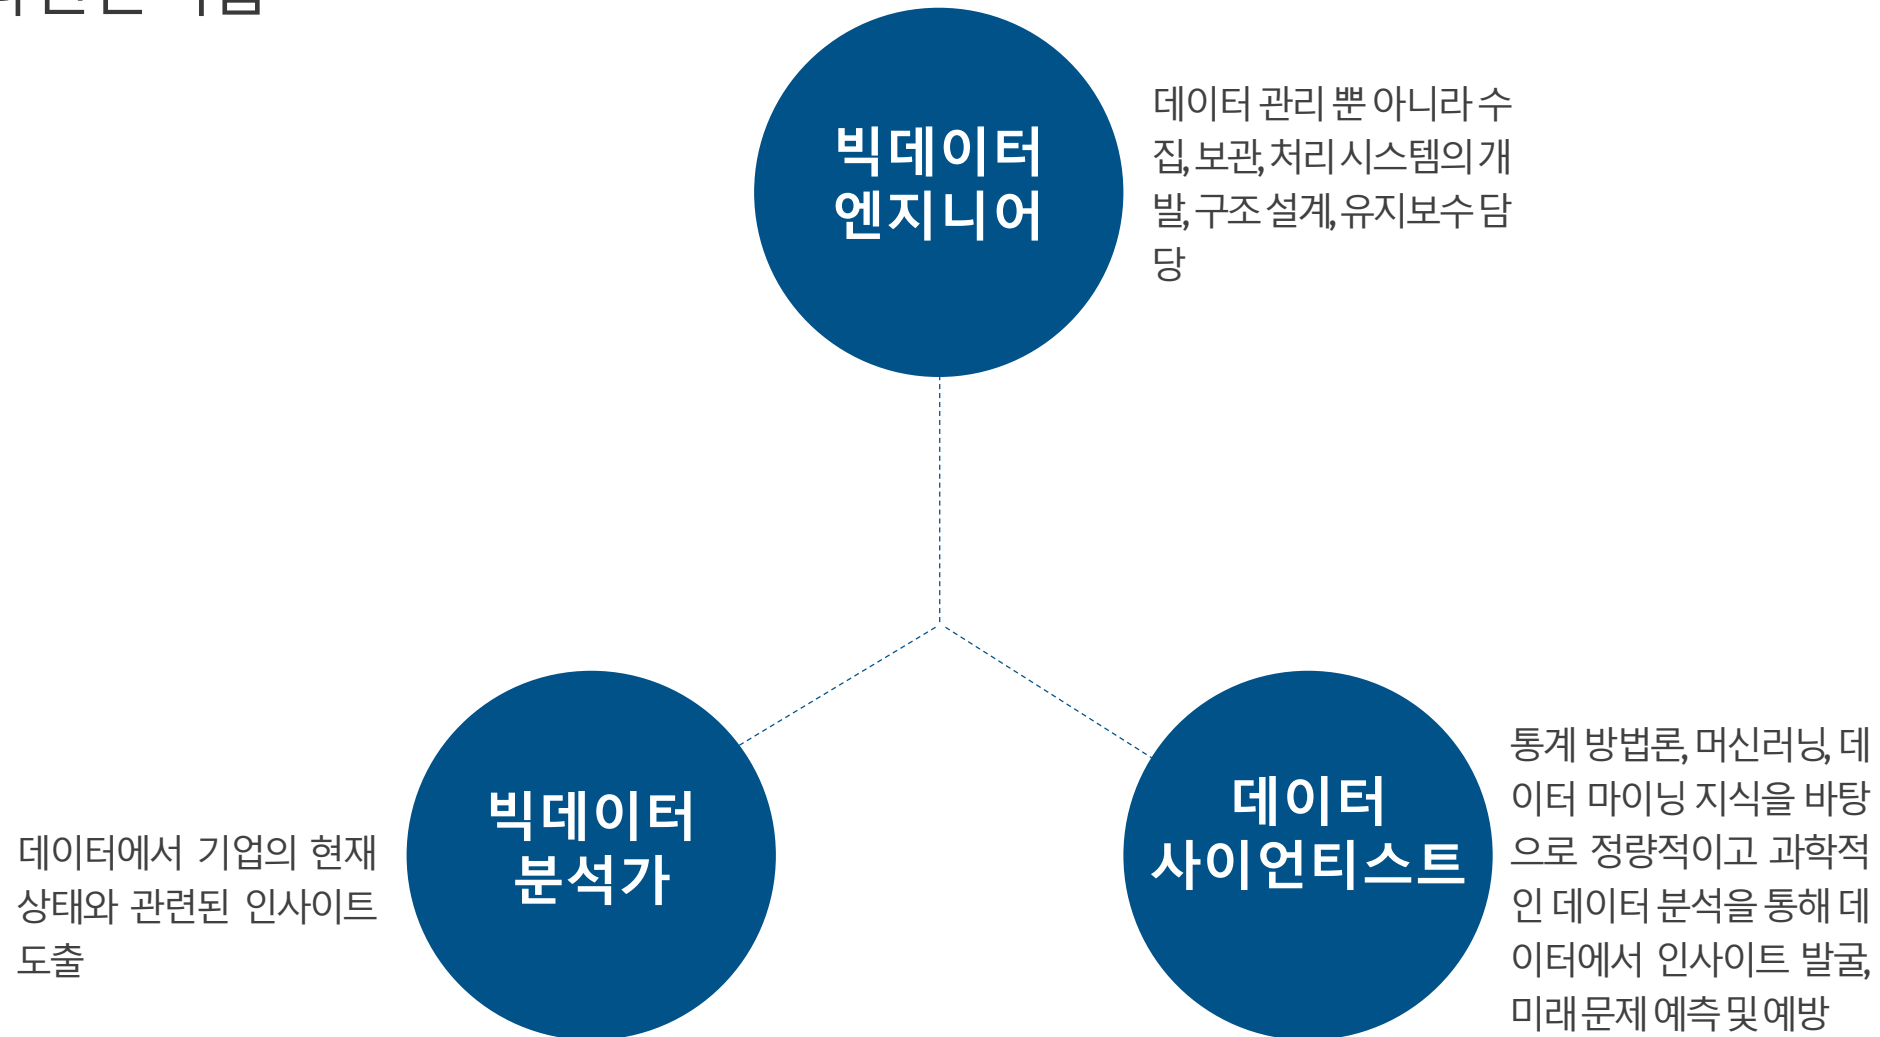 빅데이터
엔지니어
데이터 관리 뿐 아니라 수
집, 보관, 처리 시스템의 개
발, 구조 설계, 유지보수 담
당
빅데이터
분석가
데이터에서 기업의 현재
상태와 관련된 인사이트
도출
데이터
사이언티스트
통계 방법론, 머신러닝, 데
이터 마이닝 지식을 바탕
으로 정량적이고 과학적
인 데이터 분석을 통해 데
이터에서 인사이트 발굴,
미래 문제 예측 및 예방